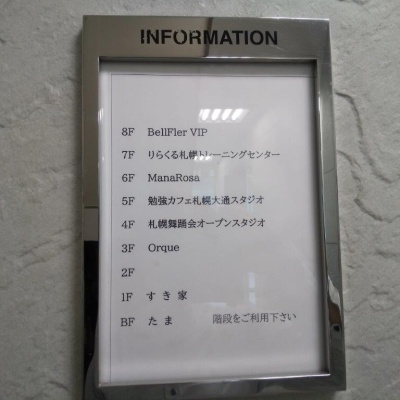 INFORMATION
8F BellFler VIP
7F りらくる札幌トレーニングセンター
6F ManaRosa
5F 勉強カフェ札幌大通スタジオ
4F 札幌舞踊会オープンスタジオ
3F Orque
2F
1F すき家
BF たま 階段をご利用下さい